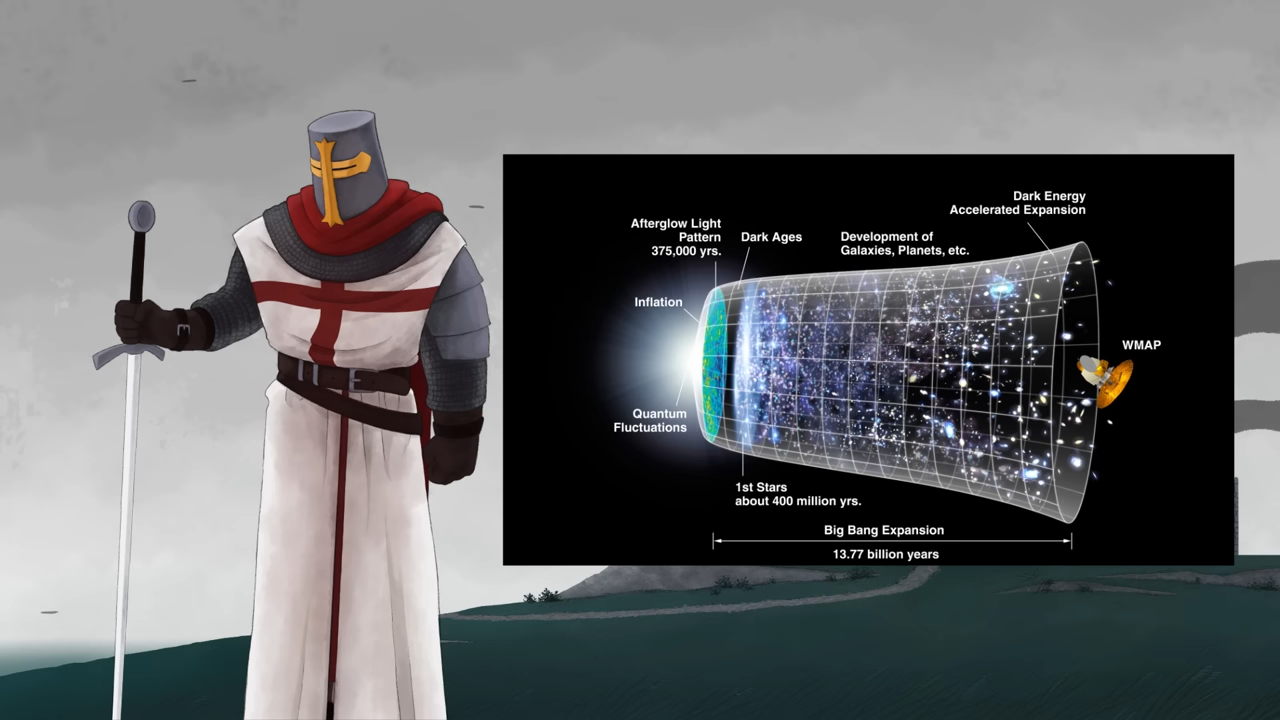 Dark Energy
Accelerated Expansion
Afterglow Light
Pattern
375,000 yrs.
Dark Ages
Development of
Galaxies, Planets, etc.
Inflation
WMAP
Quantum
Fluctuations
1st Stars
about 400 million yrs.
Big Bang Expansion
13.77 billion years